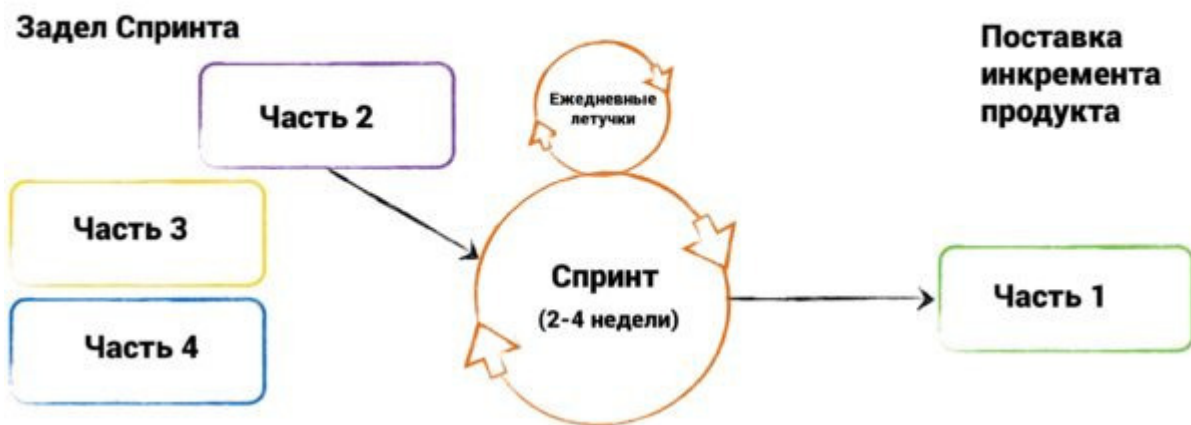 Задел Спринта
Часть 2
Часть 3
Часть 4
Ежедневные
летучки
Спринт
(2-4 недели)
Поставка
инкремента
продукта
Часть 1